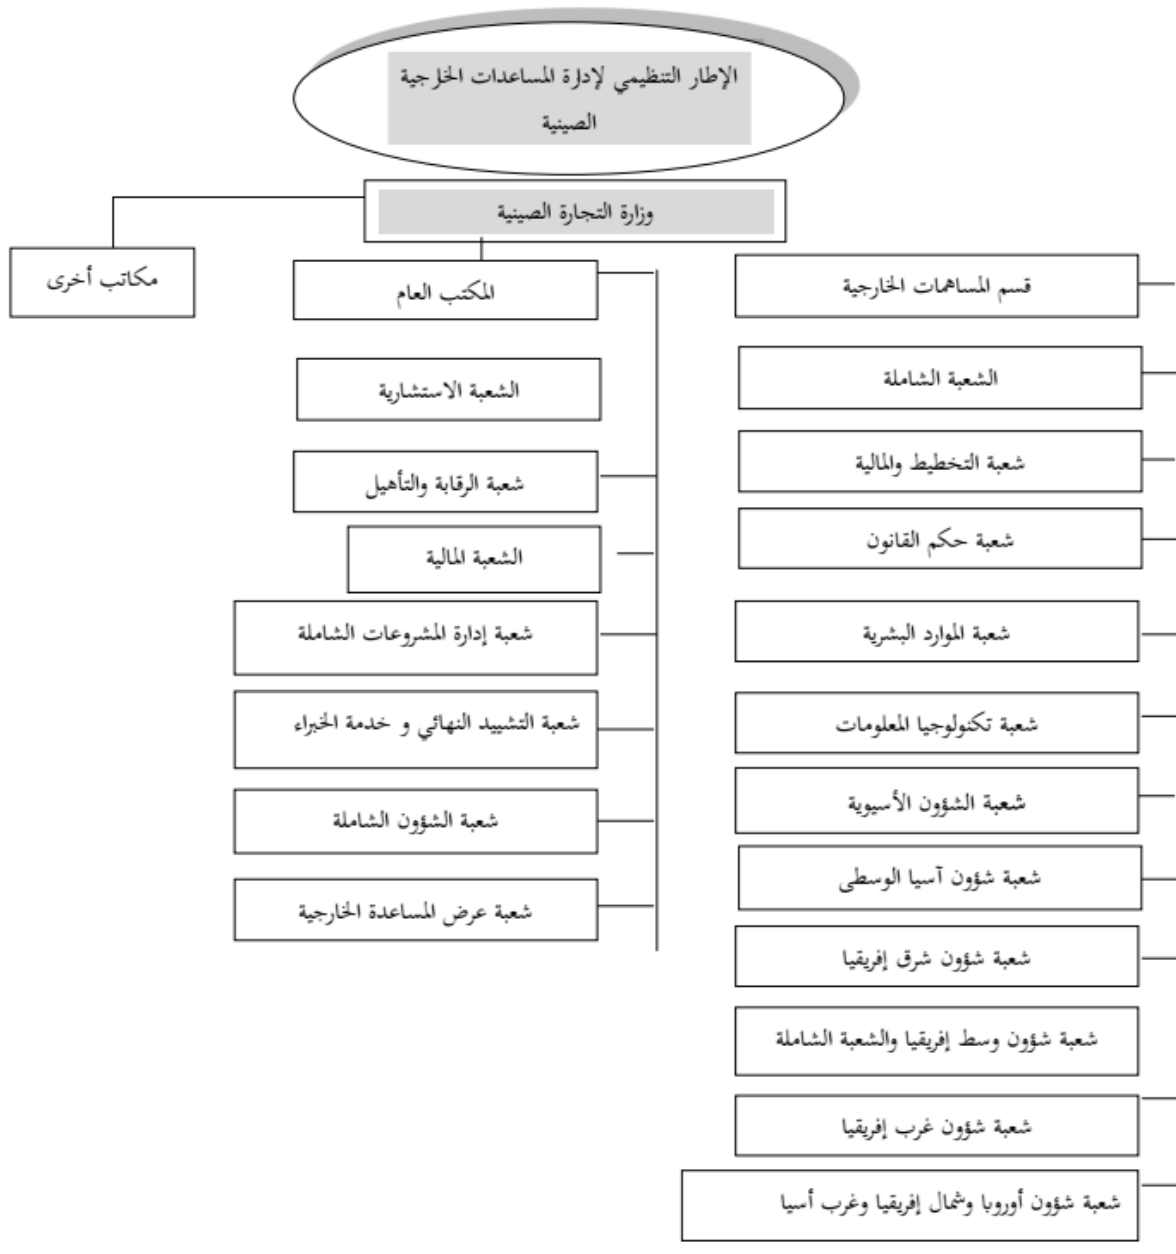 الإطار التنظيمي لإدارة المساعدات الخارجية
الصينية
وزارة التجارة الصينية
قسم المساهمات الخارجية
الشعبة الشاملة
شعبة التخطيط والمالية
شعبة حكم القانون
شعبة الموارد البشرية
شعبة تكنولوجيا المعلومات
شعبة الشؤون الأسيوية
شعبة شؤون آسيا الوسطى
شعبة شؤون شرق إفريقيا
شعبة شؤون وسط إفريقيا والشعبة الشاملة
شعبة شؤون غرب إفريقيا
شعبة شؤون أوروبا وشمال إفريقيا وغرب أسيا
المكتب العام
الشعبة الاستشارية
شعبة الرقابة والتأهيل
الشعبة المالية
شعبة إدارة المشروعات الشاملة
شعبة التشييد النهائي و خدمة الخبراء
شعبة الشؤون الشاملة
شعبة عرض المساعدة الخارجية
مكاتب أخرى